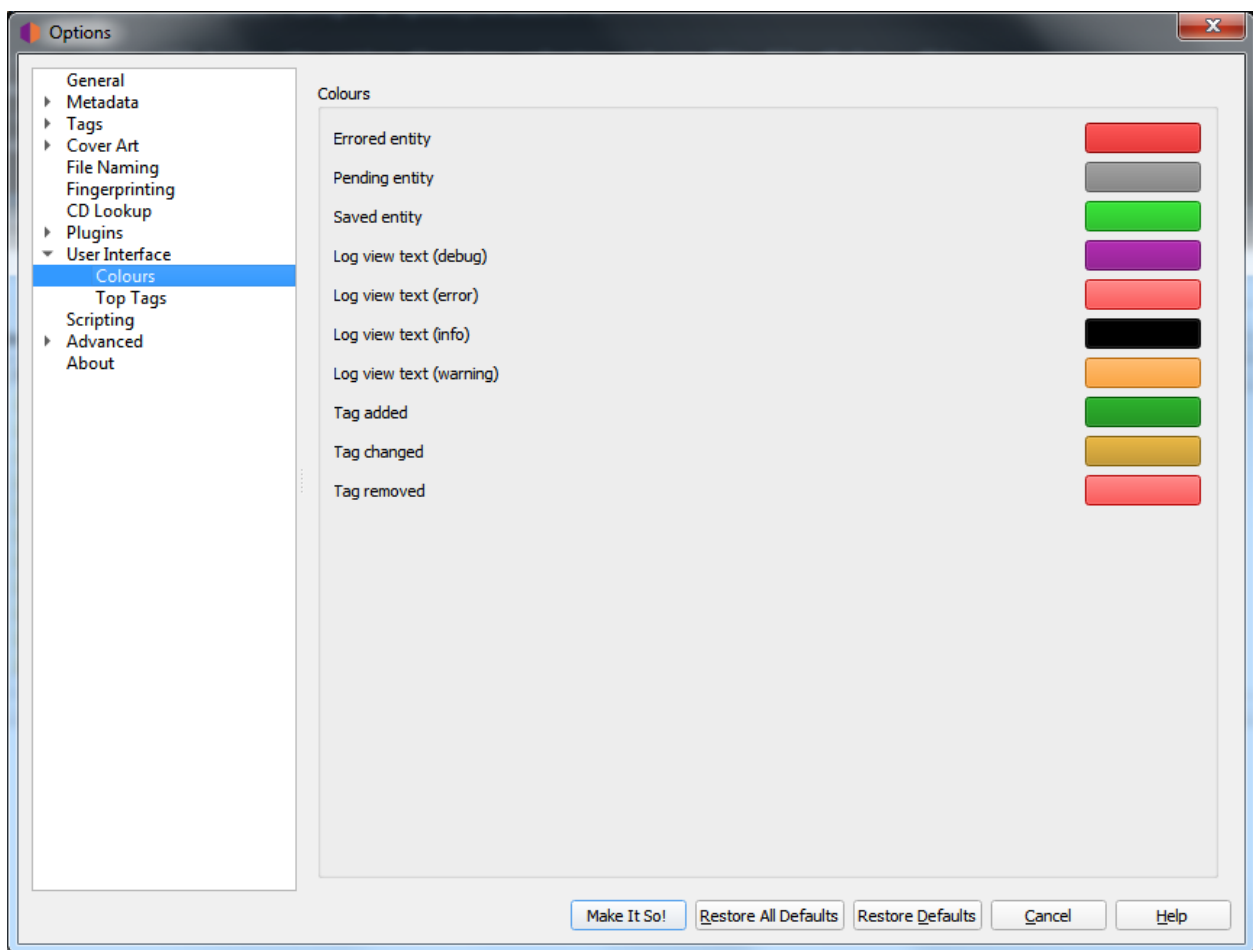 Options
General
Metadata
Tags
Cover Art
File Naming
Fingerprinting
CD Lookup
Plugins
User Interface
Colours
Top Tags
Scripting
Advanced
About
Colours
Errored entity
Pending entity
Saved entity
Log view text (debug)
Log view text (error)
Log view text (info)
Log view text (warning)
Tag added
Tag changed
Tag removed
Make It So! Restore All Defaults Restore Defaults Cancel Help